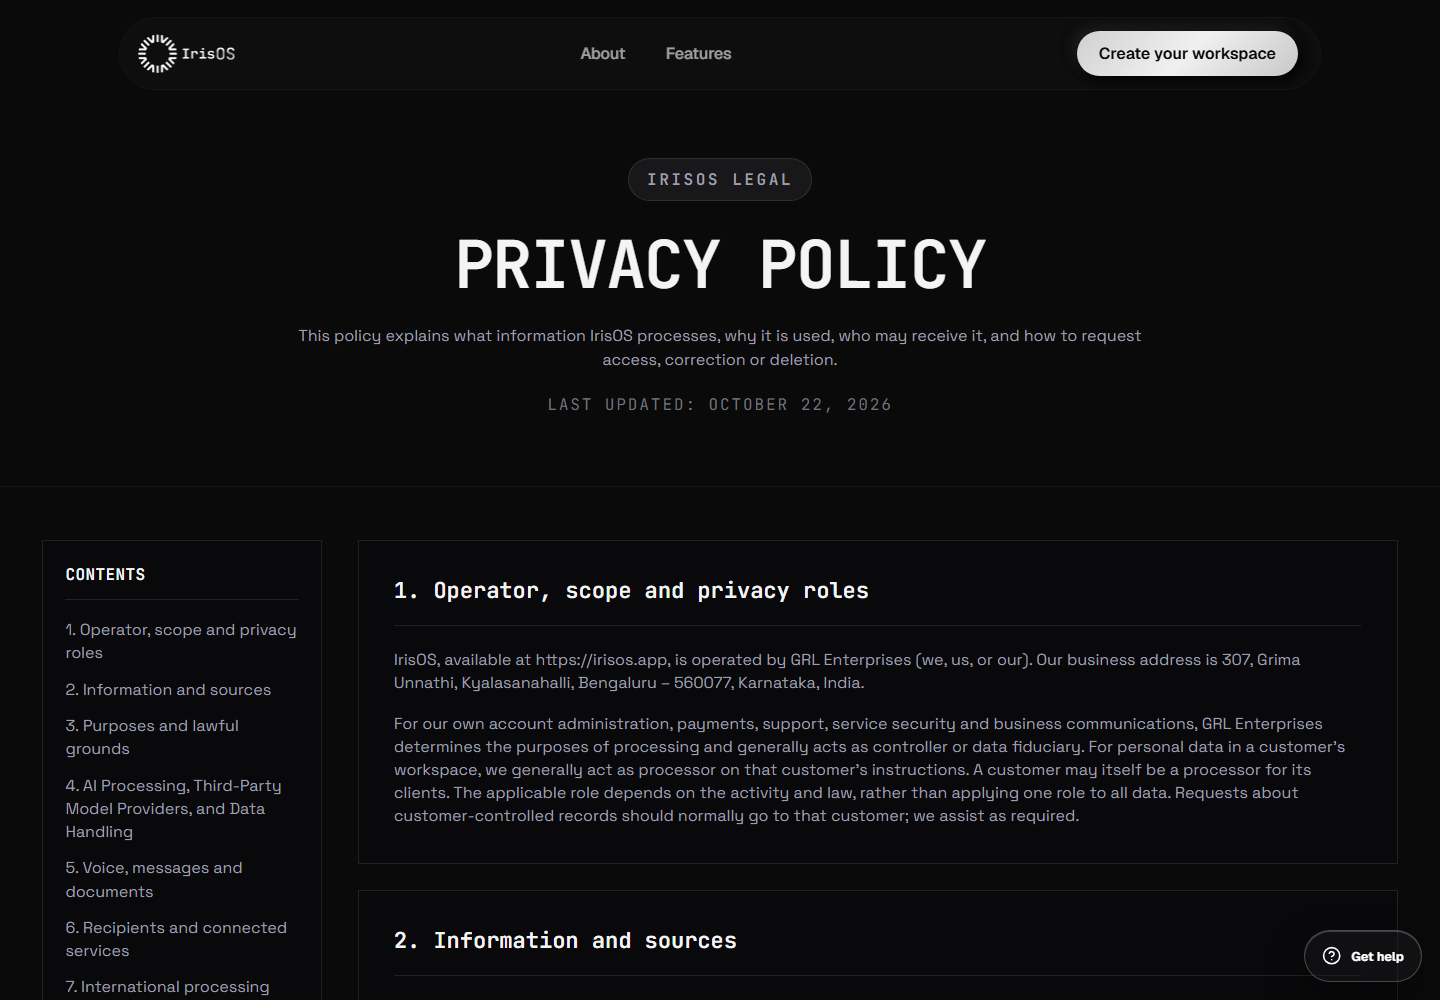 IrisOS
About
Features
Create your workspace
IRISOS LEGAL
PRIVACY POLICY
This policy explains what information IrisOS processes, why it is used, who may receive it, and how to request
access, correction or deletion.
LAST UPDATED: OCTOBER 22, 2026
CONTENTS
1. Operator, scope and privacy
roles
2. Information and sources
3. Purposes and lawful
grounds
4. AI Processing, Third-Party
Model Providers, and Data
Handling
5. Voice, messages and
documents
6. Recipients and connected
services
7. International processing
1. Operator, scope and privacy roles
IrisOS, available at https://irisos.app, is operated by GRL Enterprises (we, us, or our). Our business address is 307, Grima
Unnathi, Kyalasanahalli, Bengaluru – 560077, Karnataka, India.
For our own account administration, payments, support, service security and business communications, GRL Enterprises
determines the purposes of processing and generally acts as controller or data fiduciary. For personal data in a customer's
workspace, we generally act as processor on that customer's instructions. A customer may itself be a processor for its
clients. The applicable role depends on the activity and law, rather than applying one role to all data. Requests about
customer-controlled records should normally go to that customer; we assist as required.
2. Information and sources
Get help